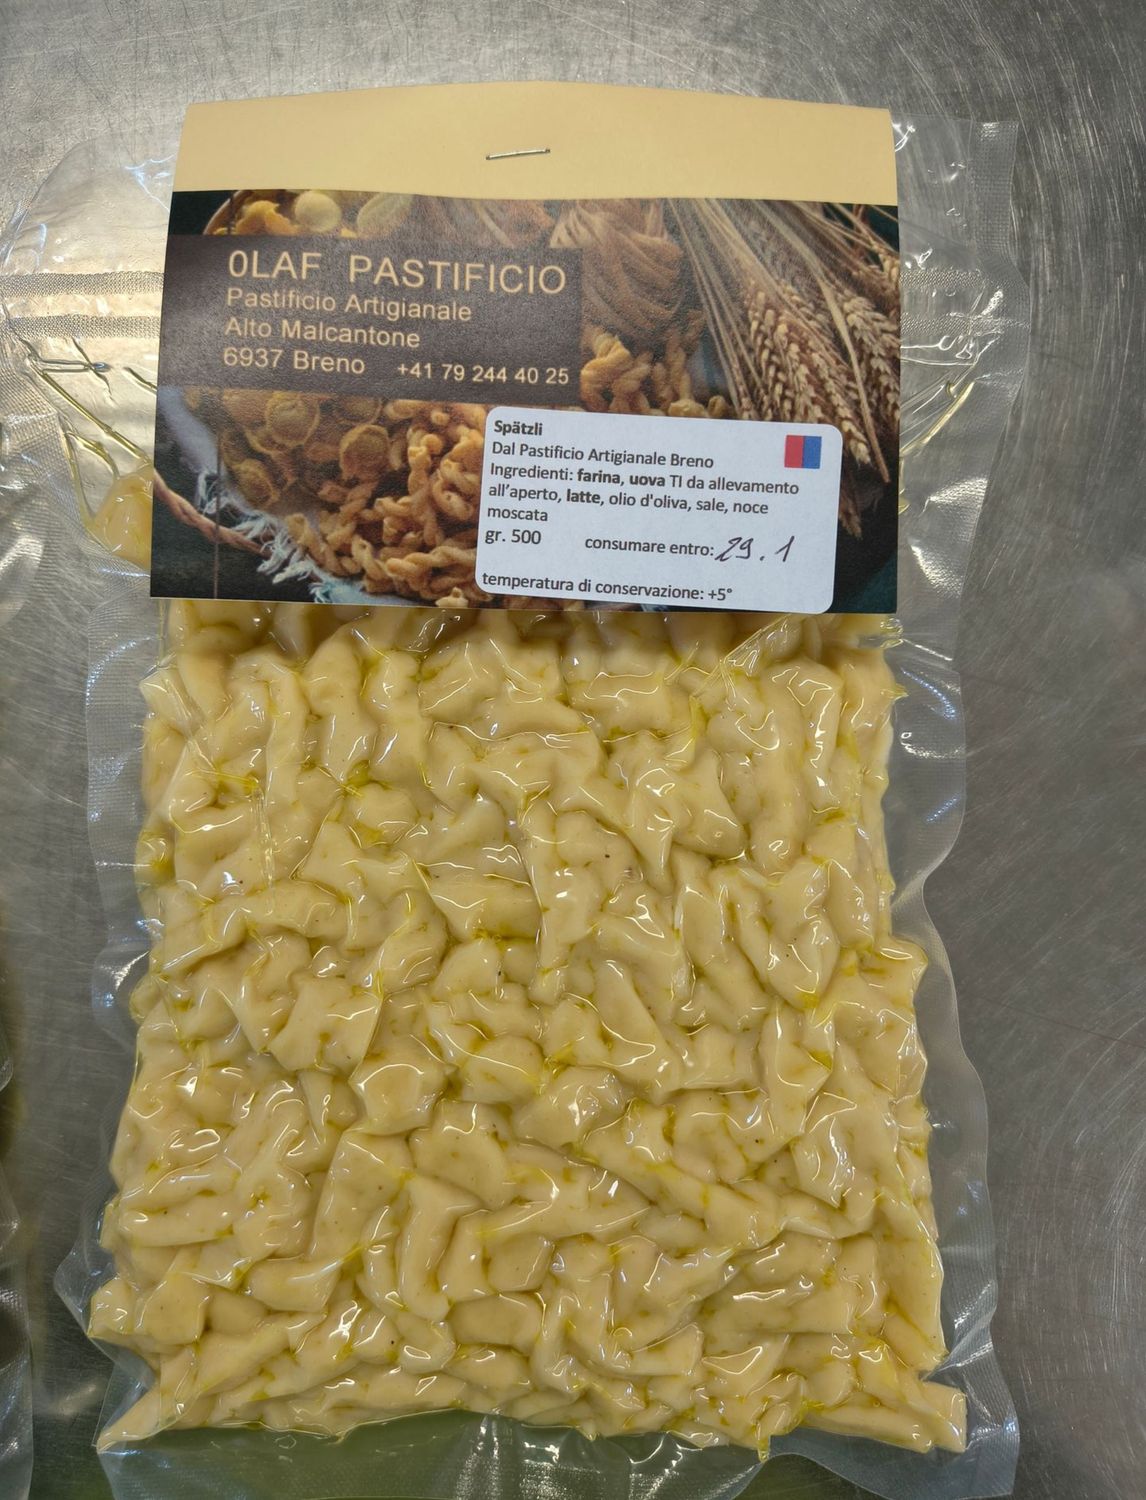 0LAF PASTIFICIO
Pastificio Artigianale
Alto Malcantone
6937 Breno +41 79 244 40 25
Spätzli
Dal Pastificio Artigianale Breno
Ingredienti: farina, uova TI da allevamento
all'aperto, latte, olio d'oliva, sale, noce
moscata
gr. 500 consumare entro: 29.1
temperatura di conservazione: +5°